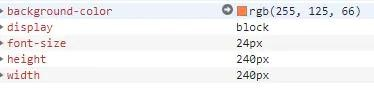 background-color rgb(255, 125, 66)
display block
font-size 24px
height 240px
width 240px